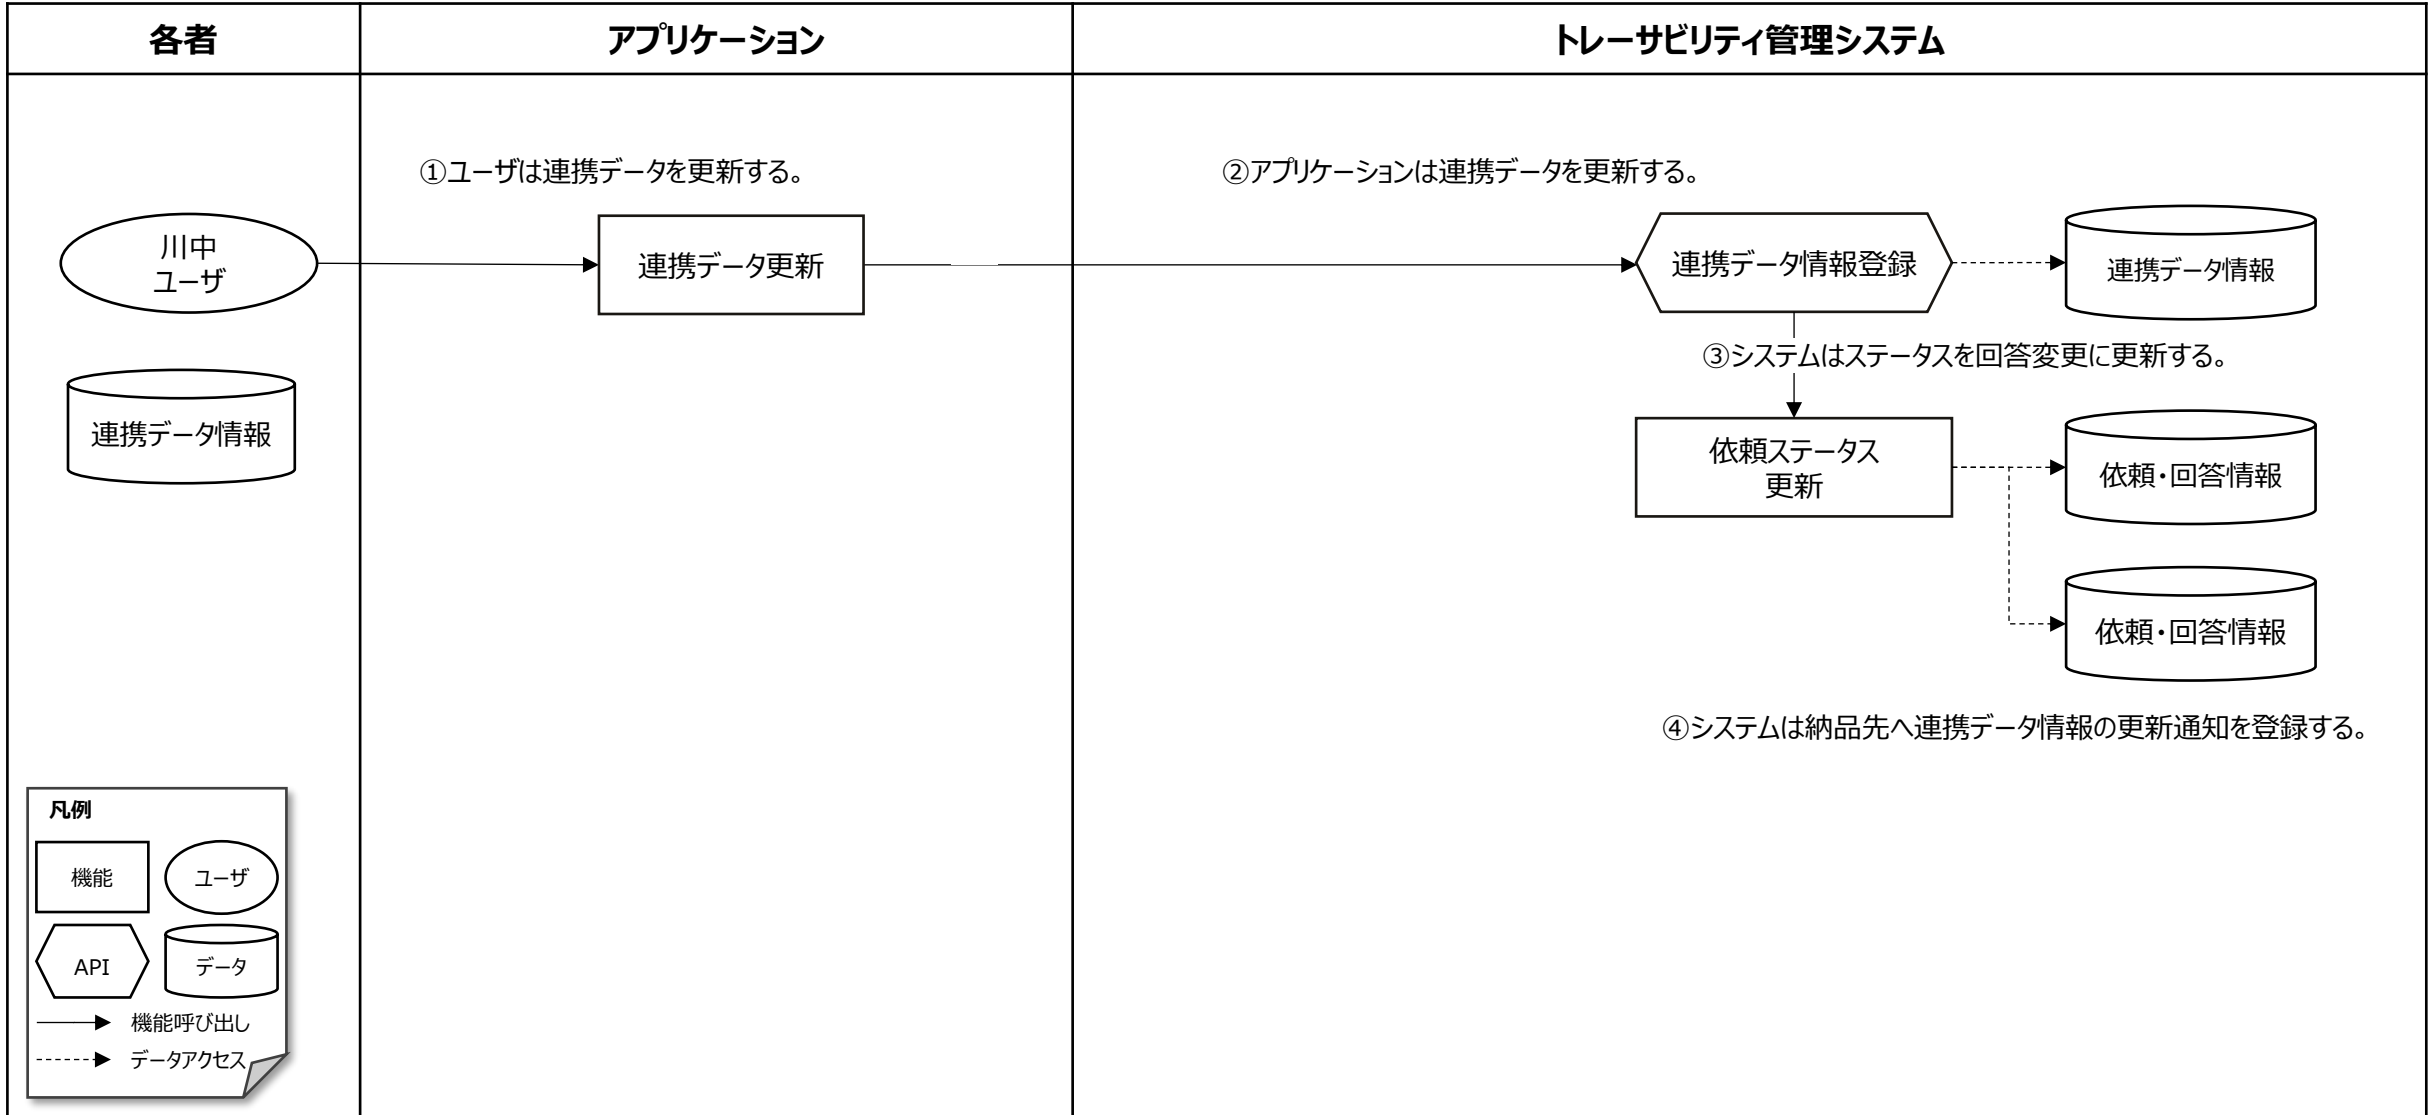 各者
アプリケーション
トレーサビリティ管理システム
①ユーザは連携データを更新する。
②アプリケーションは連携データを更新する。
川中
ユーザ
連携データ更新
連携データ情報登録
連携データ情報
③システムはステータスを回答変更に更新する。
連携データ情報
依頼ステータス
更新
依頼・回答情報
依頼・回答情報
④システムは納品先へ連携データ情報の更新通知を登録する。
凡例
機能
ユーザ
API
データ
機能呼び出し
データアクセス